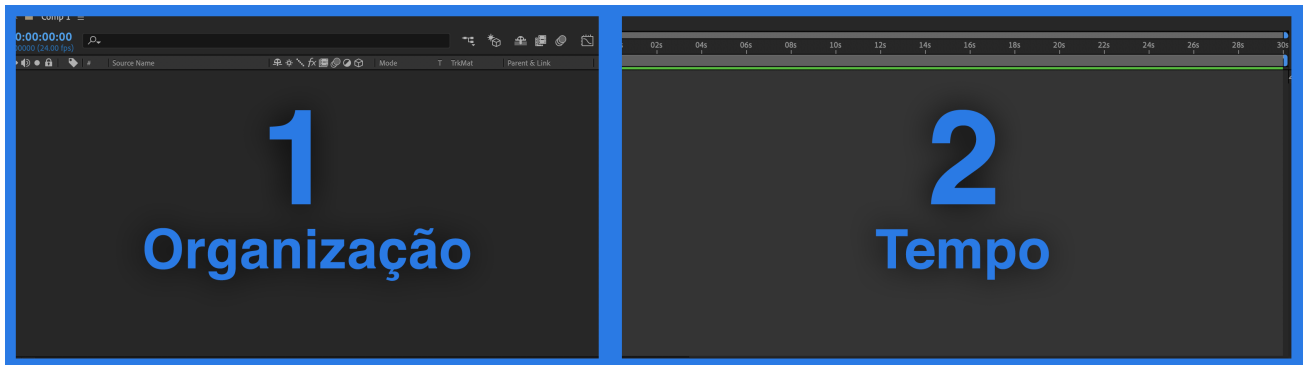 Comp 1
0:00:00:00
00000 (24.00 fps)
# Source Name Mode T TrkMat Parent & Link
1
Organização
02s 04s 06s 08s 10s 12s 14s 16s 18s 20s 22s 24s 26s 28s 30s
2
Tempo